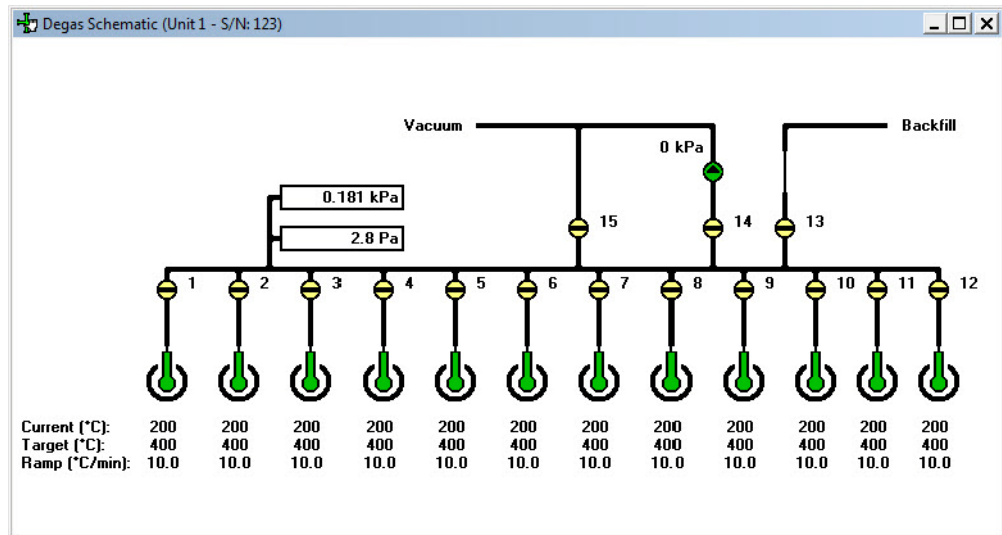 Degas Schematic (Unit 1 - S/N: 123)
Vacuum
Backfill
0 kPa
0.181 kPa
2.8 Pa
15
14
13
1 2 3 4 5 6 7 8 9 10 11 12
Current (°C): 200 200 200 200 200 200 200 200 200 200 200 200
Target (°C): 400 400 400 400 400 400 400 400 400 400 400 400
Ramp (°C/min): 10.0 10.0 10.0 10.0 10.0 10.0 10.0 10.0 10.0 10.0 10.0 10.0